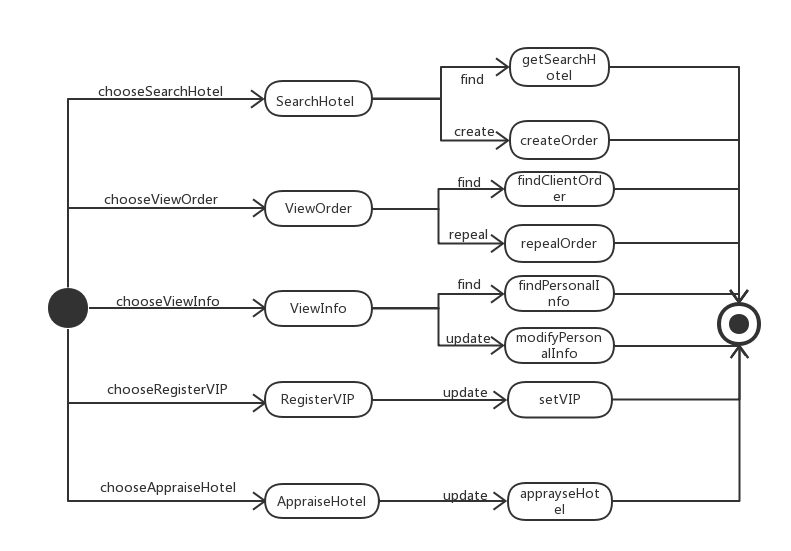 getSearchH
otel
find
chooseSearchHotel
SearchHotel
create
createOrder
find
findClientOrd
er
chooseViewOrder
ViewOrder
repeal
repealOrder
find
findPersonalI
nfo
chooseViewInfo
ViewInfo
update
modifyPerson
alInfo
chooseRegisterVIP
RegisterVIP
update
setVIP
chooseAppraiseHotel
AppraiseHotel
update
apprayseHot
el